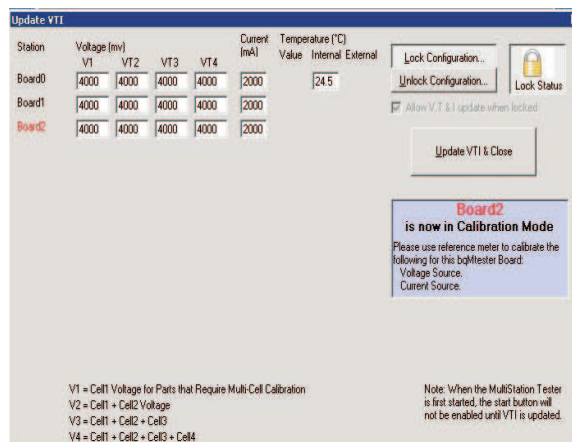 Update VTI
Station
Voltage (mv)
Current
(mA)
Temperature (°C)
V1 VT2 VT3 VT4
Value Internal External
Board0 4000 4000 4000 4000 2000 24.5
Board1 4000 4000 4000 4000 2000
Board2 4000 4000 4000 4000 2000
Lock Configuration...
Unlock Configuration...
Lock Status
Allow V,T & I update when locked
Update VTI & Close
Board2
is now in Calibration Mode
Please use reference meter to calibrate the
following for this bqMtester Board:
Voltage Source.
Current Source.
V1 = Cell1 Voltage for Parts that Require Multi-Cell Calibration
V2 = Cell1 + Cell2 Voltage
V3 = Cell1 + Cell2 + Cell3
V4 = Cell1 + Cell2 + Cell3 + Cell4
Note: When the MultiStation Tester
is first started, the start button will
not be enabled until VTI is updated.